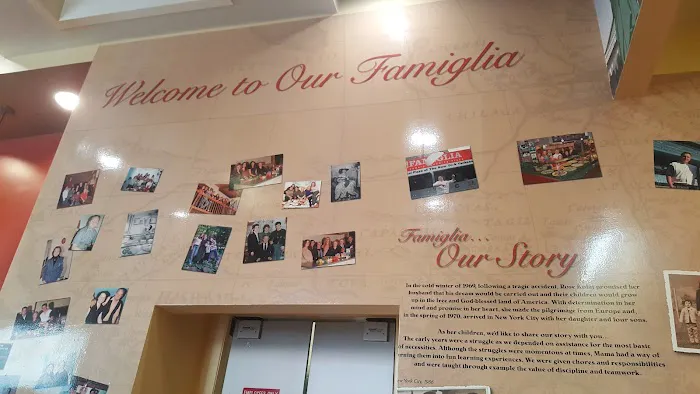 Welcome to Our Famiglia
FAMIGLIA
Famiglia...
Our Story
In the cold winter of 1969, following a tragic accident, Rose Kolaj promised her
husband that his dream would be carried out and their children would grow
up in the free and God-blessed land of America. With determination in her
mind and promise in her heart, she made the pilgrimage from Europe and,
in the spring of 1970, arrived in New York City with her daughter and four sons.
As her children, we'd like to share our story with you.
The early years were a struggle as we depended on assistance for the most basic
of necessities. Although the struggles were momentous at times, Mama had a way of
turning them into fun learning experiences. We were given chores and responsibilities
and were taught through example the value of discipline and teamwork.
EMPLOYEES ONLY